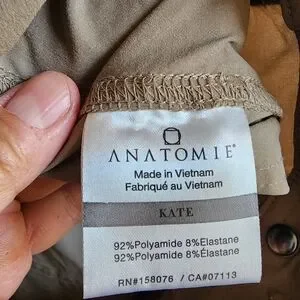 ANATOMIE®
Made in Vietnam
Fabriqué au Vietnam
KATE
92%Polyamide 8%Elastane
92%Polyamide 8%Élastane
RN#158076 / CA#07113